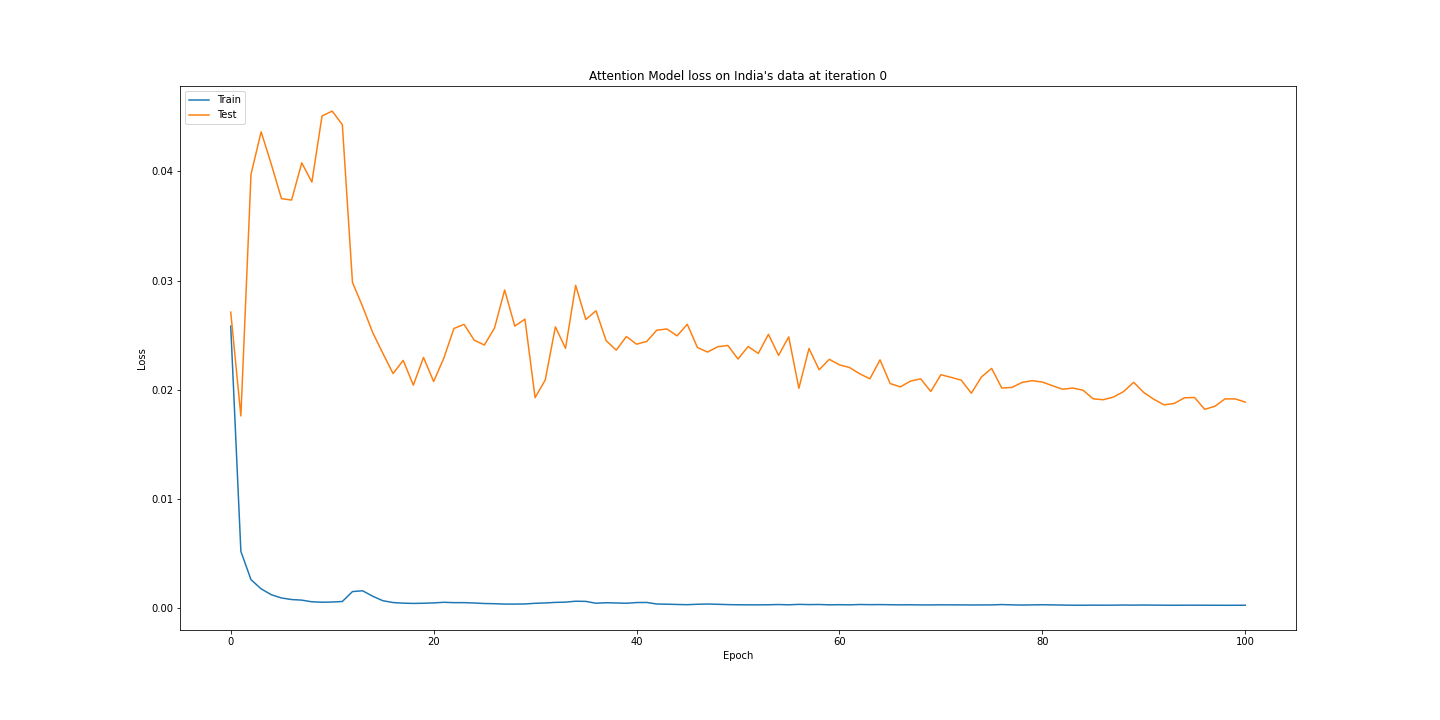 Attention Model loss on India's data at iteration 0
Train
Test
0.04
0.03
0.02
0.01
0.00
Loss
0 20 40 60 80 100
Epoch